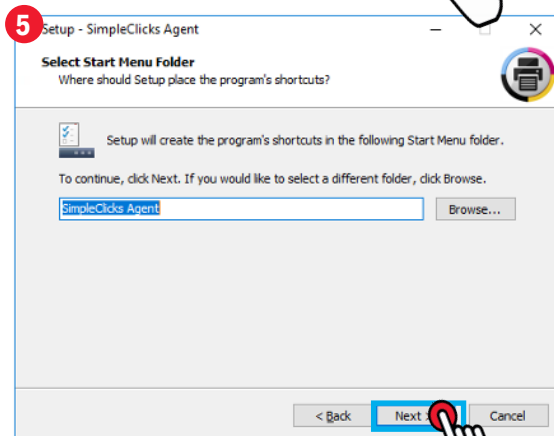 5
Setup - SimpleClicks Agent
Select Start Menu Folder
Where should Setup place the program's shortcuts?
Setup will create the program's shortcuts in the following Start Menu folder.
To continue, click Next. If you would like to select a different folder, click Browse.
SimpleClicks Agent
Browse...
< Back
Next >
Cancel